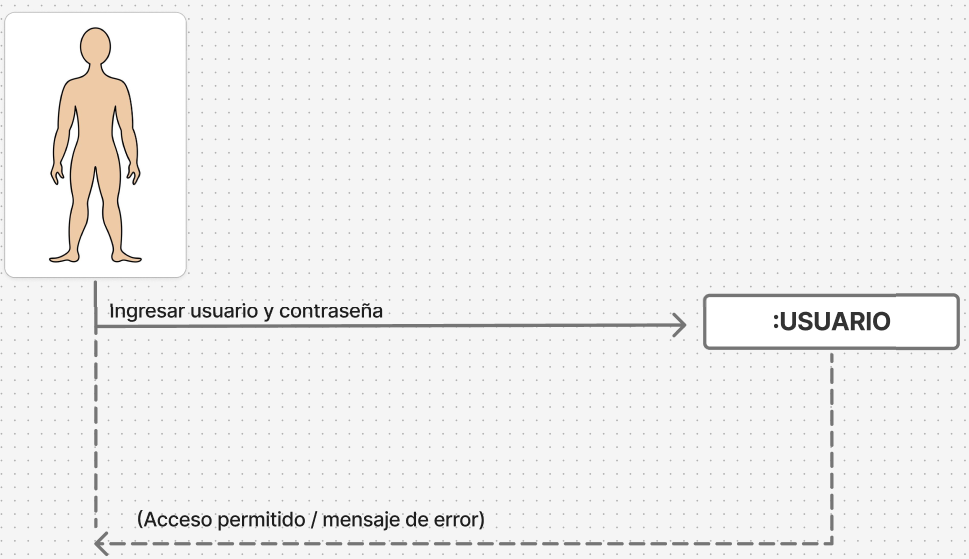 Ingresar usuario y contraseña
:USUARIO
(Acceso permitido / mensaje de error)